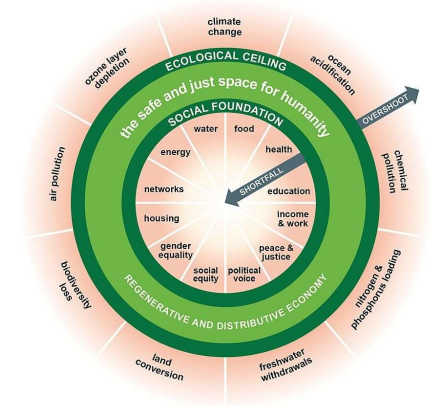 climate
change
ocean
acidification
chemical
pollution
nitrogen &
phosphorus loading
freshwater
withdrawals
land
conversion
biodiversity
loss
air pollution
ozone layer
depletion
OVERSHOOT
ECOLOGICAL CEILING
the safe and just space for humanity
SOCIAL FOUNDATION
water
food
health
SHORTFALL
education
income
& work
peace &
justice
political
voice
social
equity
gender
equality
housing
networks
energy
REGENERATIVE AND DISTRIBUTIVE ECONOMY